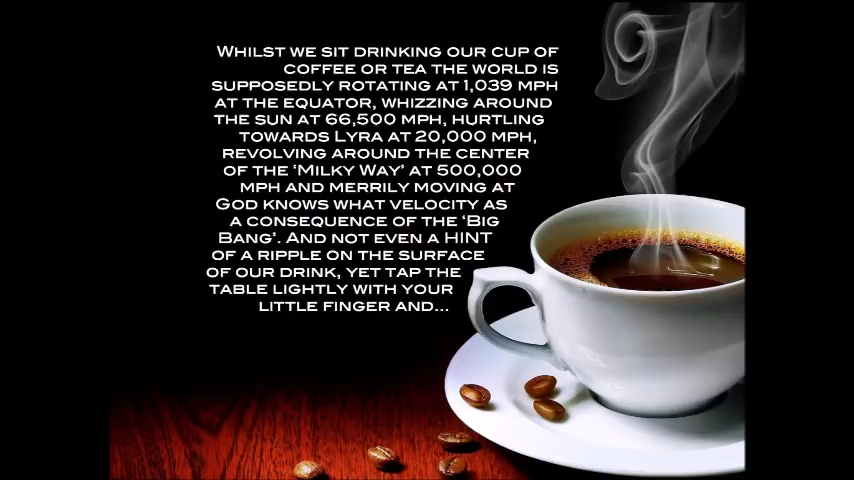 Whilst we sit drinking our cup of
coffee or tea the world is
supposedly rotating at 1,039 mph
at the equator, whizzing around
the sun at 66,500 mph, hurtling
towards Lyra at 20,000 mph,
revolving around the center
of the ‘Milky Way’ at 500,000
mph and merrily moving at
God knows what velocity as
a consequence of the ‘Big
Bang’. And not even a HINT
of a ripple on the surface
of our drink, yet tap the
table lightly with your
little finger and...